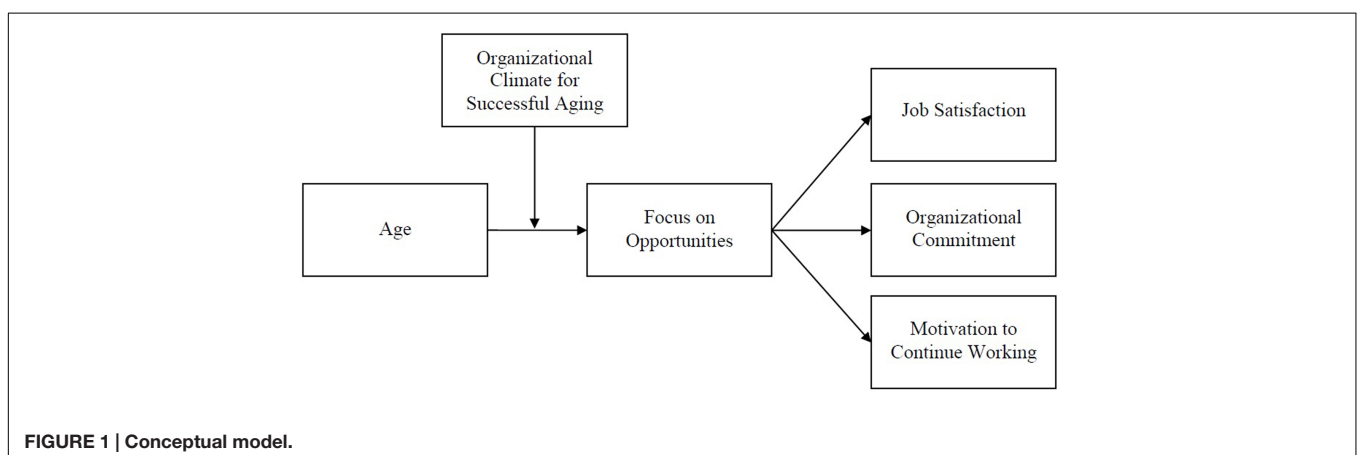 Organizational
Climate for
Successful Aging
Job Satisfaction
Age
Focus on
Opportunities
Organizational
Commitment
Motivation to
Continue Working
FIGURE 1 | Conceptual model.